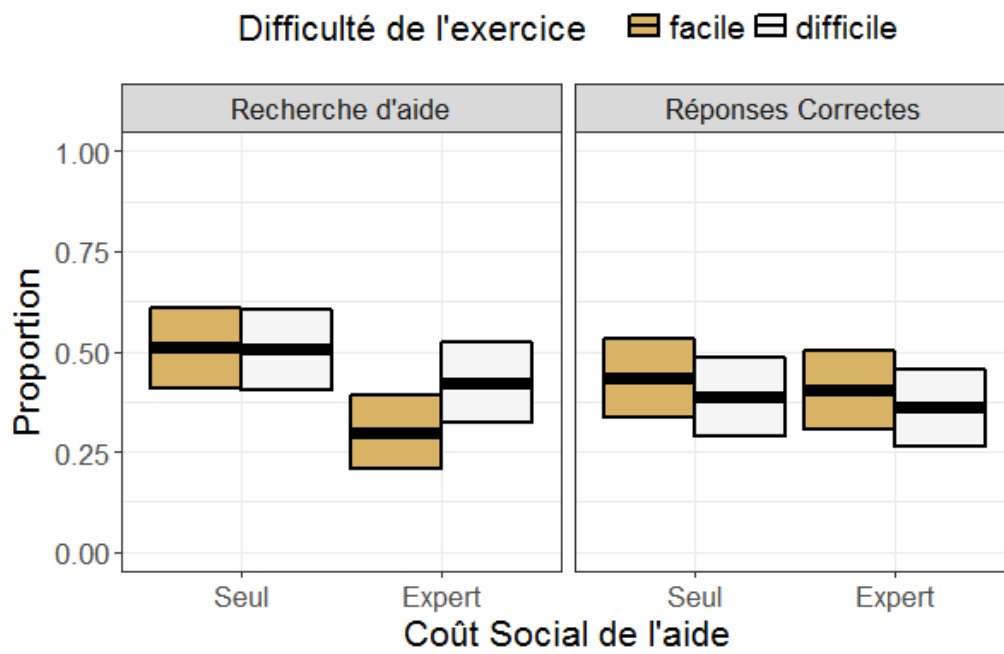 Difficulté de l'exercice facile difficile
Recherche d'aide Réponses Correctes
1.00
0.75
0.50
0.25
0.00
Proportion
Seul Expert Seul Expert
Coût Social de l'aide